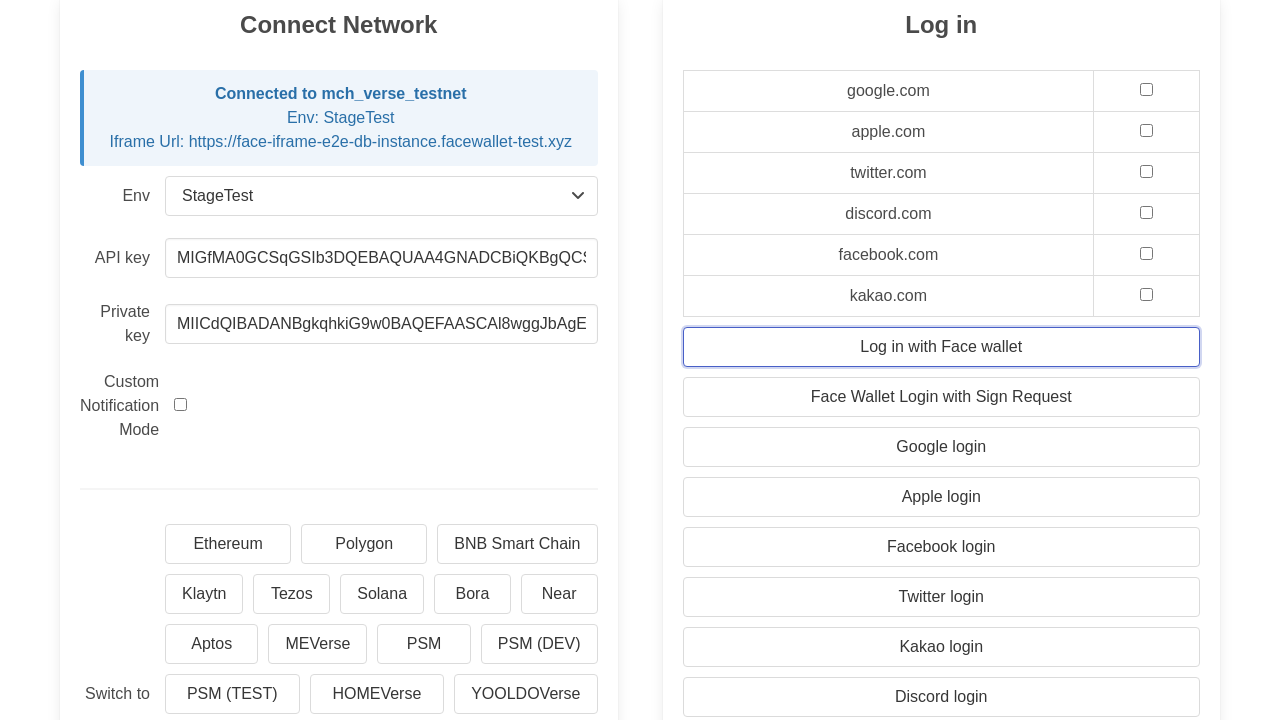 Connect Network
Connected to mch_verse_testnet
Env: StageTest
Iframe Url: https://face-iframe-e2e-db-instance.facewallet-test.xyz
Env
StageTest
API key
MIGfMA0GCSqGSIb3DQEBAQUAA4GNADCBiQKBgQCS
Private
key
MIICdQIBADANBgkqhkiG9w0BAQEFAASCAl8wggJbAgE
Custom
Notification
Mode
Ethereum
Polygon
BNB Smart Chain
Klaytn
Tezos
Solana
Bora
Near
Aptos
MEVerse
PSM
PSM (DEV)
Switch to
PSM (TEST)
HOMEVerse
YOOLDOVerse
Log in
google.com
apple.com
twitter.com
discord.com
facebook.com
kakao.com
Log in with Face wallet
Face Wallet Login with Sign Request
Google login
Apple login
Facebook login
Twitter login
Kakao login
Discord login